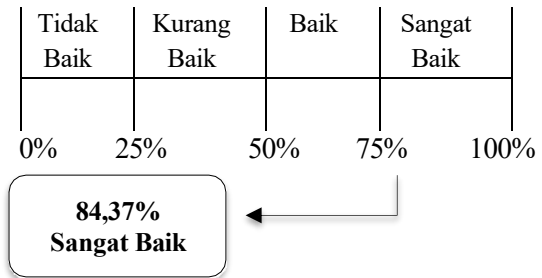 Tidak Kurang Baik Sangat
Baik Baik Baik
0% 25% 50% 75% 100%
84,37%
Sangat Baik